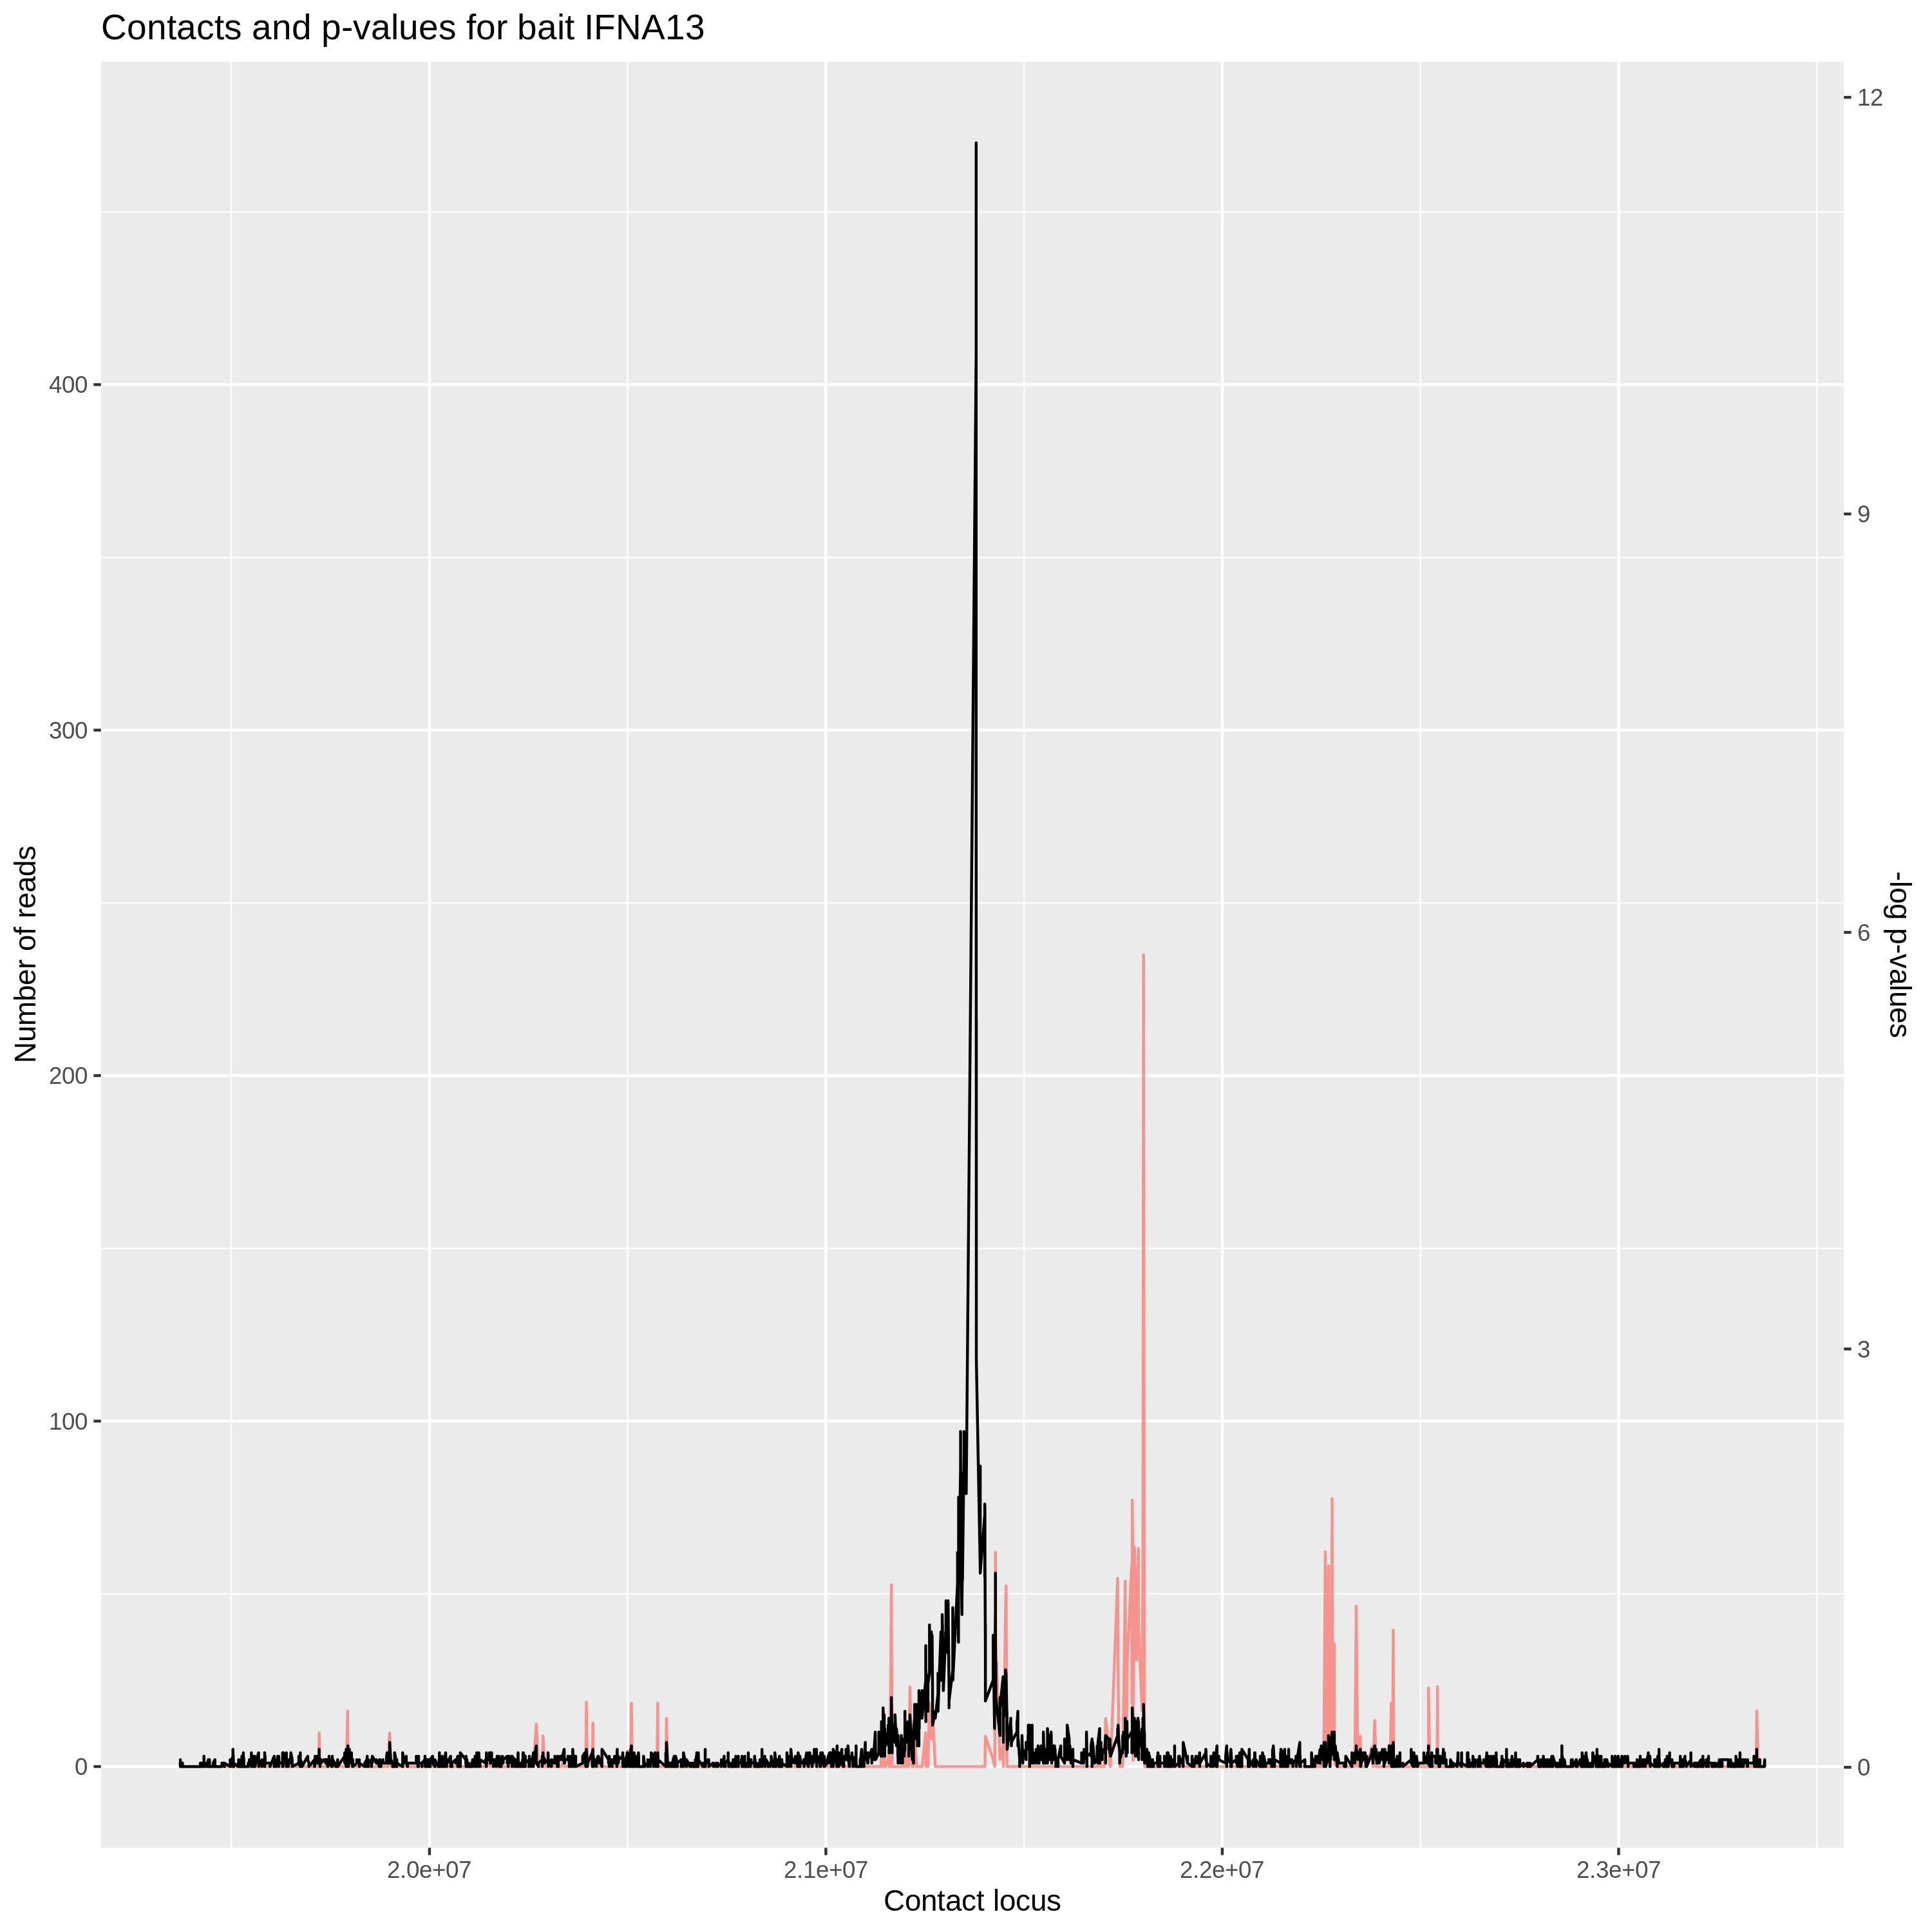 Contacts and p-values for bait IFNA13
Number of reads
400
300
200
100
0
12
9
6
3
0
-log p-values
2.0e+07 2.1e+07 2.2e+07 2.3e+07
Contact locus